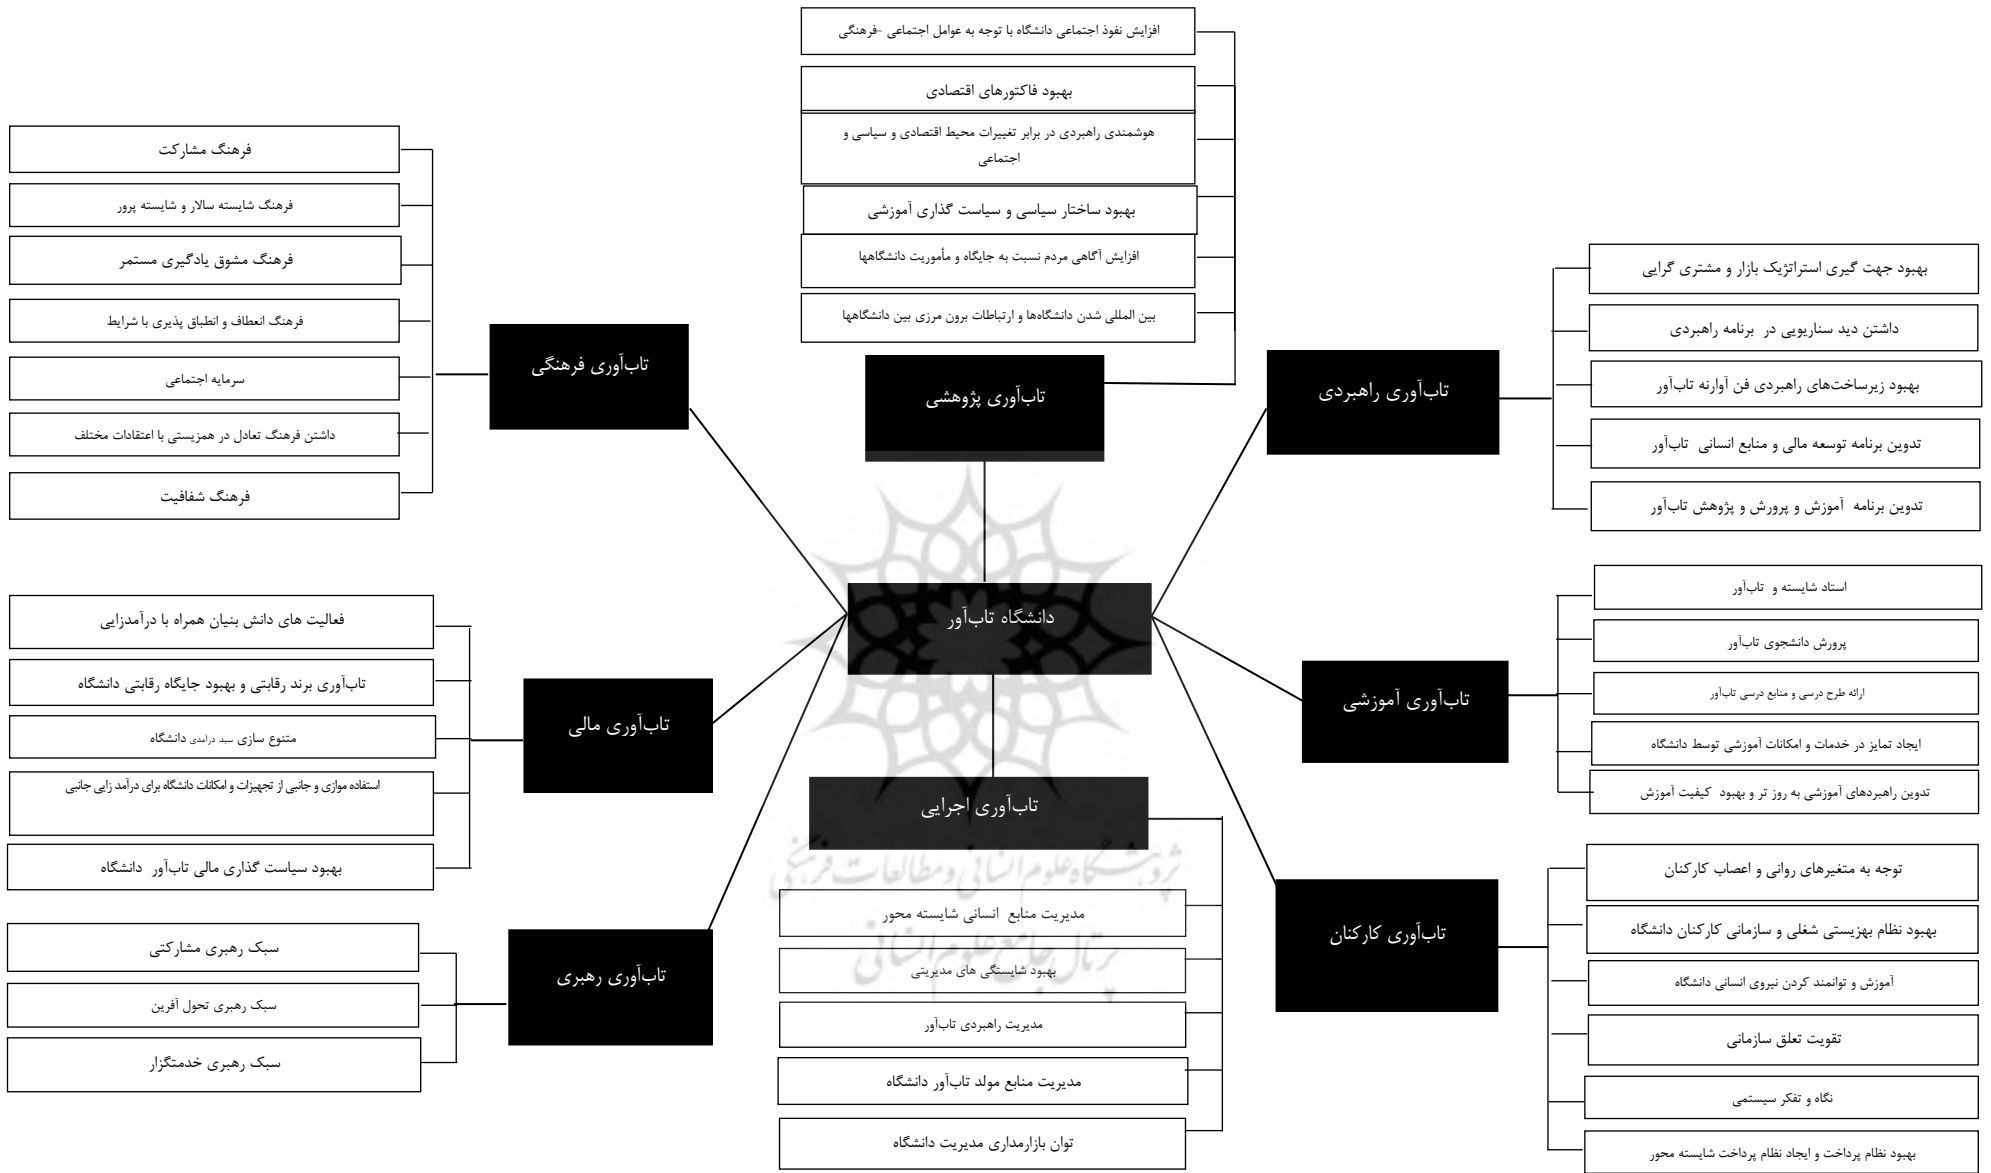 افزایش نفوذ اجتماعی دانشگاه با توجه به عوامل اجتماعی -فرهنگی
بهبود فاکتورهای اقتصادی
هوشمندی راهبردی در برابر تغییرات محیط اقتصادی و سیاسی و
اجتماعی
بهبود ساختار سیاسی و سیاست گذاری آموزشی
افزایش آگاهی مردم نسبت به جایگاه و مأموریت دانشگاهها
بین المللی شدن دانشگاه‌ها و ارتباطات برون مرزی بین دانشگاهها
تاب‌آوری پژوهشی
تاب‌آوری راهبردی
بهبود جهت گیری استراتژیک بازار و مشتری گرایی
داشتن دید سناریویی در برنامه راهبردی
بهبود زیرساخت‌های راهبردی فن آوارنه تاب‌آور
تدوین برنامه توسعه مالی و منابع انسانی تاب‌آور
تدوین برنامه آموزش و پرورش و پژوهش تاب‌آور
تاب‌آوری فرهنگی
فرهنگ مشارکت
فرهنگ شایسته سالار و شایسته پرور
فرهنگ مشوق یادگیری مستمر
فرهنگ انعطاف و انطباق پذیری با شرایط
سرمایه اجتماعی
داشتن فرهنگ تعادل در همزیستی با اعتقادات مختلف
فرهنگ شفافیت
دانشگاه تاب‌آور
تاب‌آوری آموزشی
استاد شایسته و تاب‌آور
پرورش دانشجوی تاب‌آور
ارائه طرح درسی و منابع درسی تاب‌آور
ایجاد تمایز در خدمات و امکانات آموزشی توسط دانشگاه
تدوین راهبردهای آموزشی به روز تر و بهبود کیفیت آموزش
تاب‌آوری مالی
فعالیت های دانش بنیان همراه با درآمدزایی
تاب‌آوری برند رقابتی و بهبود جایگاه رقابتی دانشگاه
متنوع سازی سبد درامدی دانشگاه
استفاده موازی و جانبی از تجهیزات و امکانات دانشگاه برای درآمد زایی جانبی
بهبود سیاست گذاری مالی تاب‌آور دانشگاه
تاب‌آوری کارکنان
توجه به متغیرهای روانی و اعصاب کارکنان
بهبود نظام بهزیستی شغلی و سازمانی کارکنان دانشگاه
آموزش و توانمند کردن نیروی انسانی دانشگاه
تقویت تعلق سازمانی
نگاه و تفکر سیستمی
بهبود نظام پرداخت و ایجاد نظام پرداخت شایسته محور
تاب‌آوری اجرایی
پژوهشگاه علوم انسانی و مطالعات فرهنگی
پرتال جامع علوم انسانی
مدیریت منابع انسانی شایسته محور
بهبود شایستگی های مدیریتی
مدیریت راهبردی تاب‌آور
مدیریت منابع مولد تاب‌آور دانشگاه
توان بازارمداری مدیریت دانشگاه
تاب‌آوری رهبری
سبک رهبری مشارکتی
سبک رهبری تحول آفرین
سبک رهبری خدمتگزار